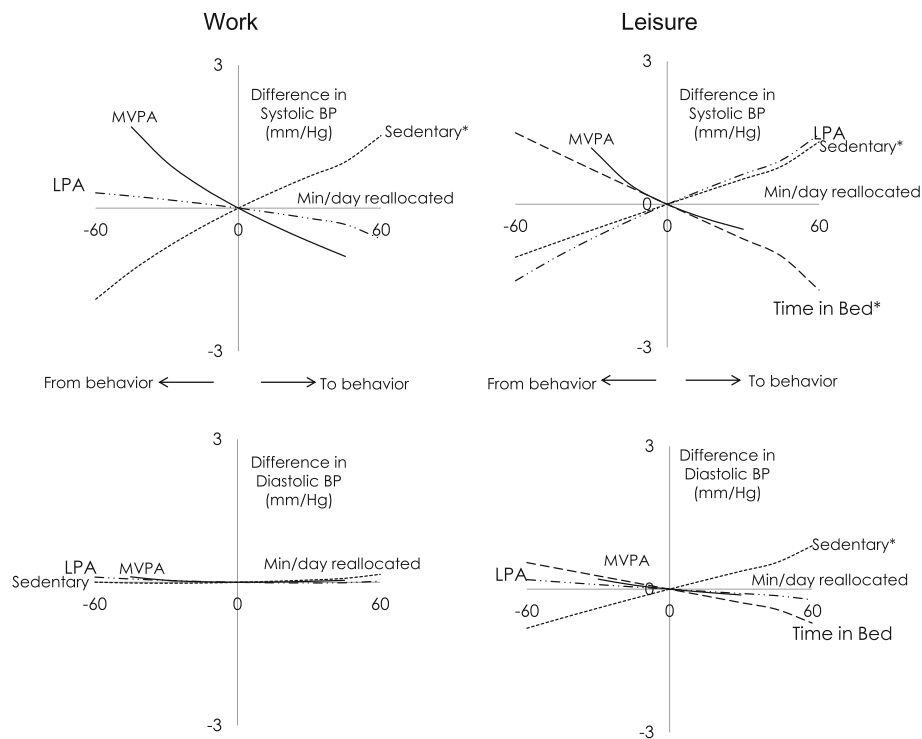 Work
3
Difference in
Systolic BP
(mm/Hg)
MVPA
Sedentary*
LPA
Min/day reallocated
-60
0
60
-3
From behavior
To behavior
Leisure
3
Difference in
Systolic BP
(mm/Hg)
MVPA
LPA
Sedentary*
Min/day reallocated
0
-60
0
60
Time in Bed*
-3
From behavior
To behavior
3
Difference in
Diastolic BP
(mm/Hg)
LPA
MVPA
Min/day reallocated
Sedentary
-60
0
60
-3
3
Difference in
Diastolic BP
(mm/Hg)
Sedentary*
MVPA
LPA
Min/day reallocated
0
-60
0
60
Time in Bed
-3